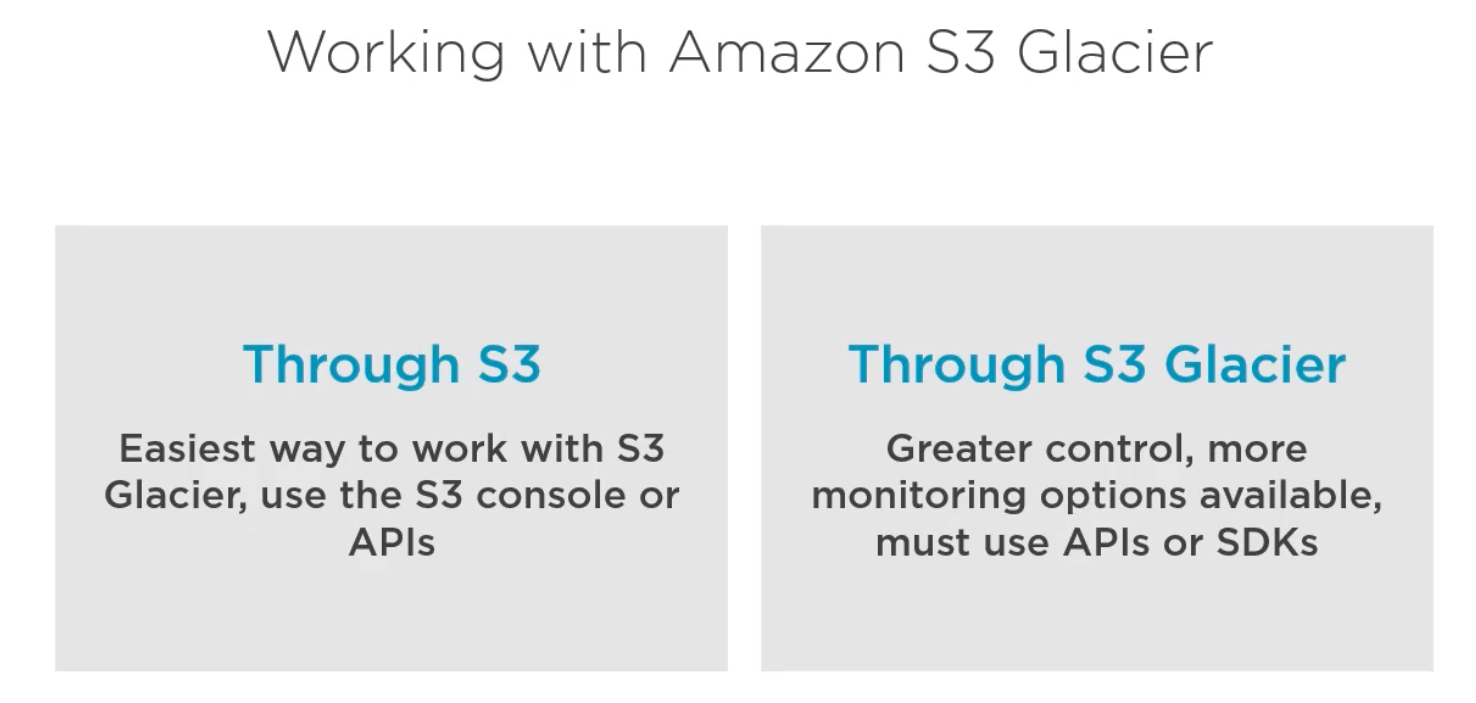 Working with Amazon S3 Glacier
Through S3
Easiest way to work with S3
Glacier, use the S3 console or
APIs
Through S3 Glacier
Greater control, more
monitoring options available,
must use APIs or SDKs